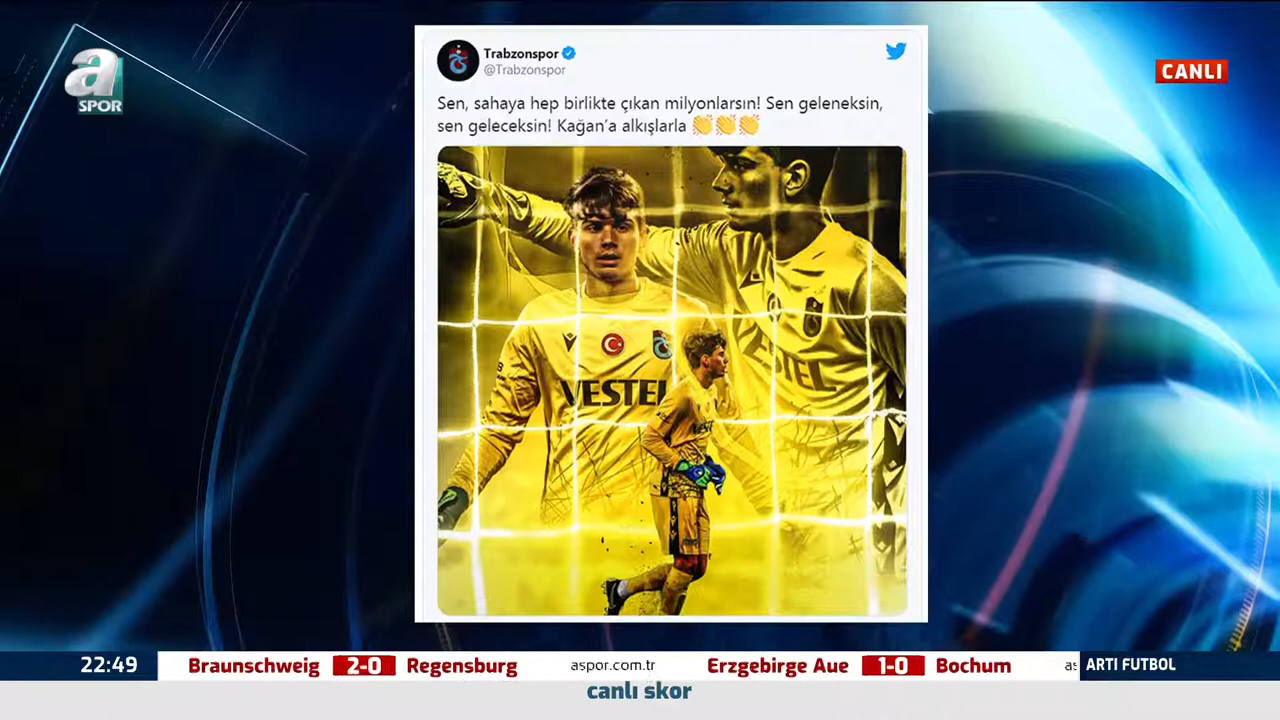 a
SPOR
CANLI
Trabzonspor
@Trabzonspor
Sen, sahaya hep birlikte çıkan milyonlarsın! Sen geleneksin,
sen geleceksin! Kağan’a alkışlarla 👏👏👏
VESTEL
VESTEL
22:49
Braunschweig 2-0 Regensburg
aspor.com.tr
Erzgebirge Aue 1-0 Bochum
ARTI FUTBOL
canlı skor